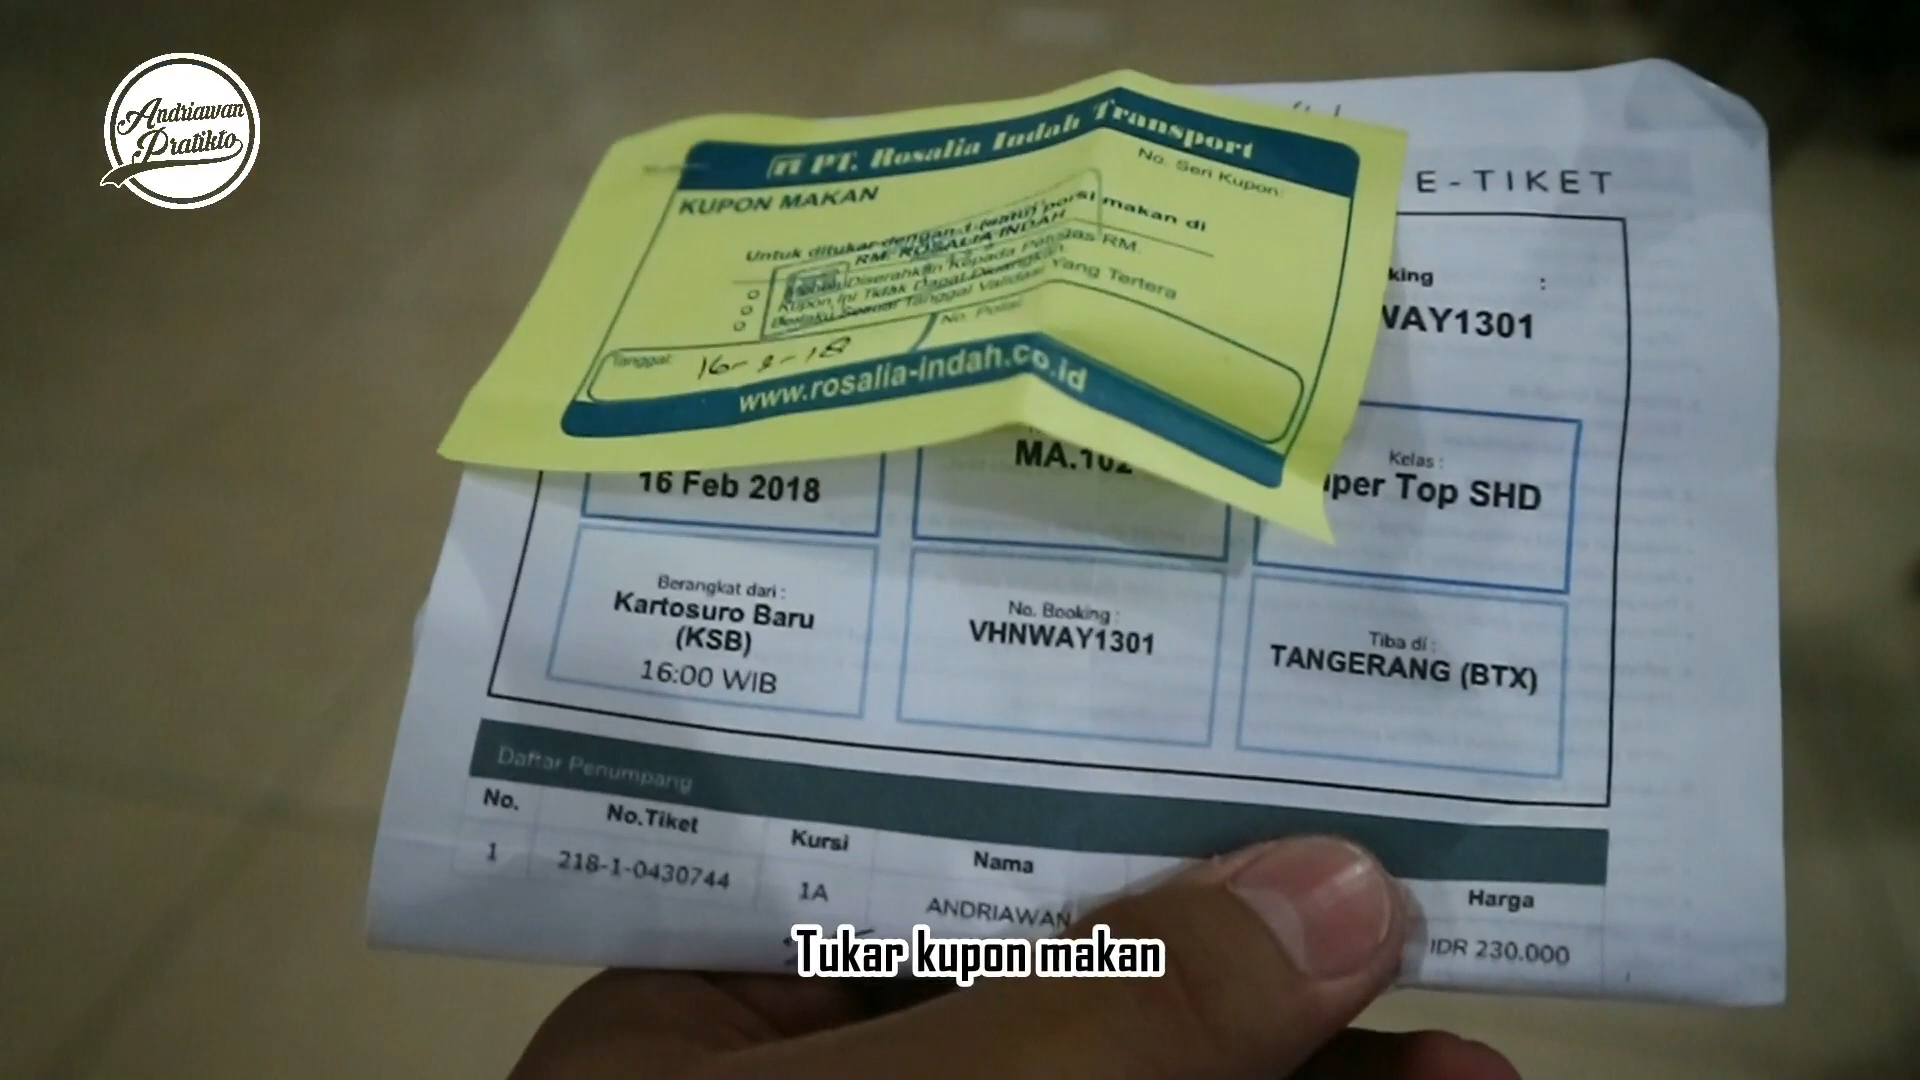 Andriawan
Pratikto
PT. Rosalia Indah Transport
KUPON MAKAN
No. Seri Kupon:
Untuk ditukar dengan 1 (satu) porsi makan di
RM. ROSALIA INDAH
Diserahkan Kepada Petugas RM.
Kupon Ini Tidak Dapat Diuangkan
Berlaku Sesuai Tanggal Validasi Yang Tertera
Tanggal: 16-2-18
No. Polisi:
www.rosalia-indah.co.id
E-TIKET
king :
WAY1301
16 Feb 2018
MA.102
Kelas :
uper Top SHD
Berangkat dari :
Kartosuro Baru
(KSB)
16:00 WIB
No. Booking :
VHNWAY1301
Tiba di :
TANGERANG (BTX)
Daftar Penumpang
No. No.Tiket Kursi Nama Harga
1 218-1-0430744 1A ANDRIAWAN IDR 230.000
Tukar kupon makan